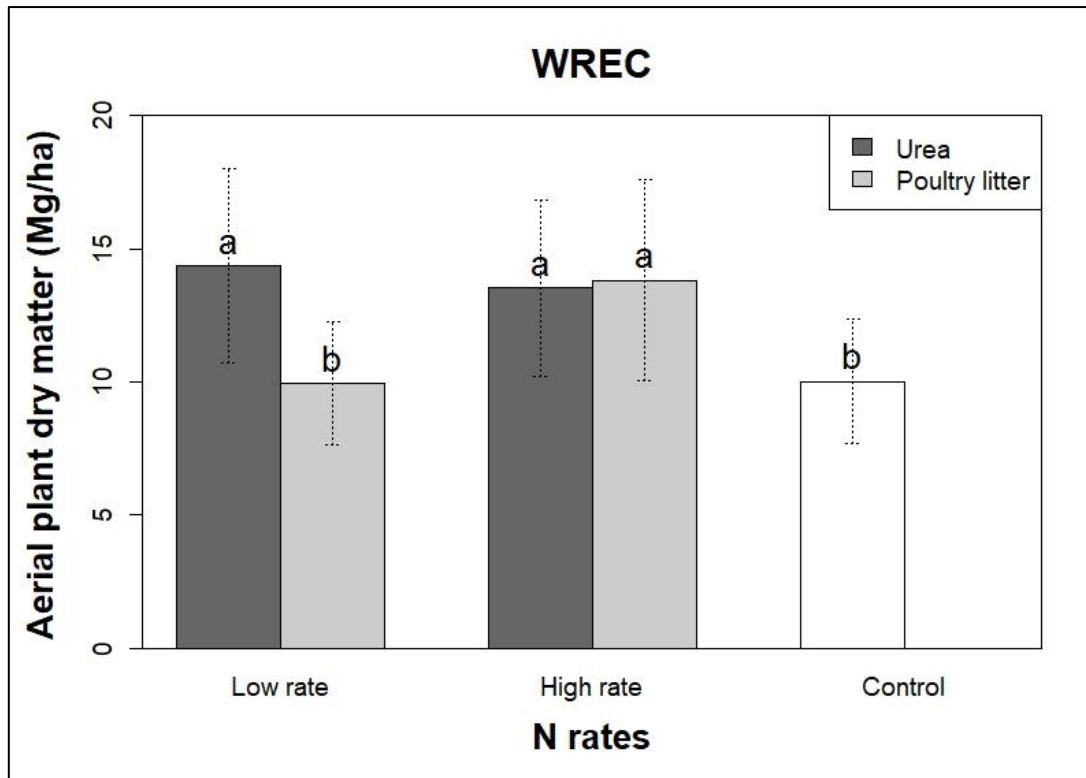 WREC
Aerial plant dry matter (Mg/ha)
20
15
10
5
0
Urea
Poultry litter
a
b
a
a
b
Low rate
High rate
Control
N rates